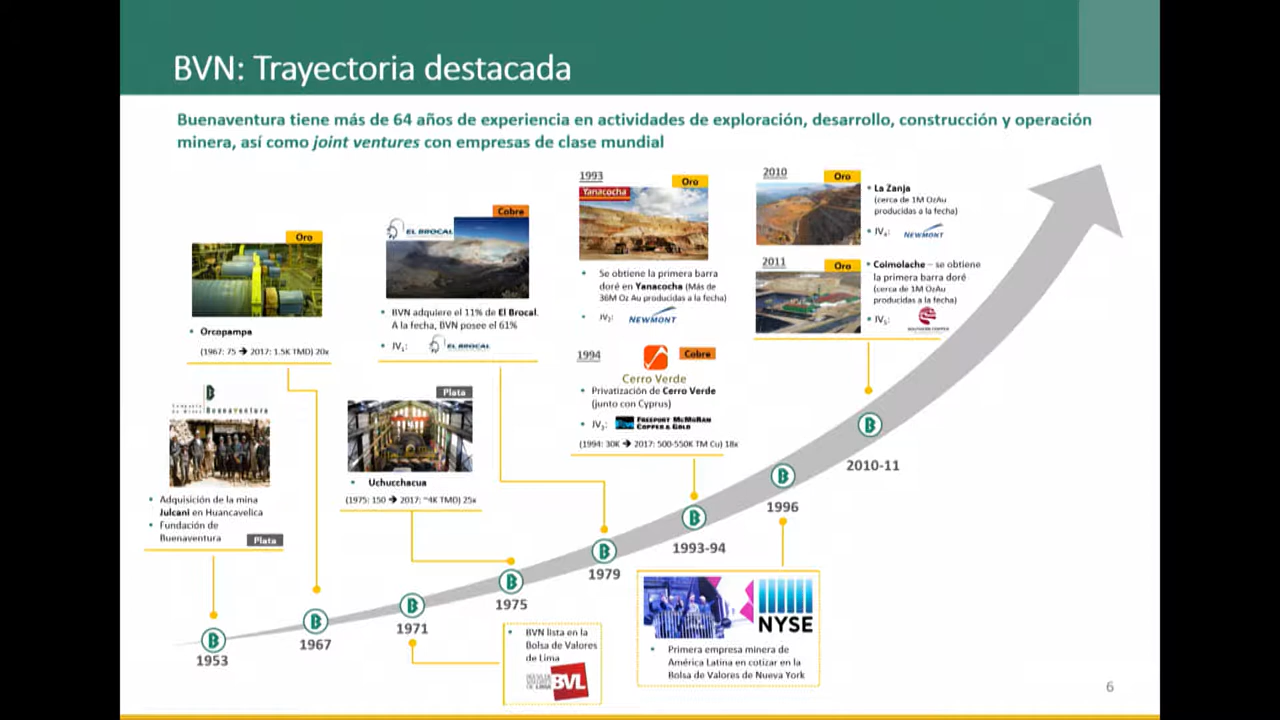 BVN: Trayectoria destacada
Buenaventura tiene más de 64 años de experiencia en actividades de exploración, desarrollo, construcción y operación
minera, así como joint ventures con empresas de clase mundial
Oro
• Orcopampa
(1967: 75 → 2017: 1.5K TMD) 20x
Buenaventura
• Adquisición de la mina
Julcani en Huancavelica
• Fundación de
Buenaventura
Plata
Cobre
EL BROCAL
• BVN adquiere el 11% de El Brocal.
A la fecha, BVN posee el 61%
• JV₁:
EL BROCAL
Plata
• Uchucchacua
(1975: 150 → 2017: ~4K TMD) 25x
1993
Oro
Yanacocha
• Se obtiene la primera barra
doré en Yanacocha (Más de
36M Oz Au producidas a la fecha)
• JV₂:
NEWMONT
1994
Cobre
Cerro Verde
• Privatización de Cerro Verde
(junto con Cyprus)
• JV₃:
FREEPORT McMoRAN
COPPER & GOLD
(1994: 30K → 2017: 500-550K TM Cu) 18x
2010
Oro
• La Zanja
(cerca de 1M OzAu
producidas a la fecha)
• JV₄:
NEWMONT
2011
Oro
• Colmolache – se obtiene
la primera barra doré
(cerca de 1M OzAu
producidas a la fecha)
• JV₅:
SOUTHERN COPPER
1953
1967
1971
1975
1979
1993-94
1996
2010-11
• BVN lista en la
Bolsa de Valores
de Lima
BVL
NYSE
• Primera empresa minera de
América Latina en cotizar en la
Bolsa de Valores de Nueva York
6